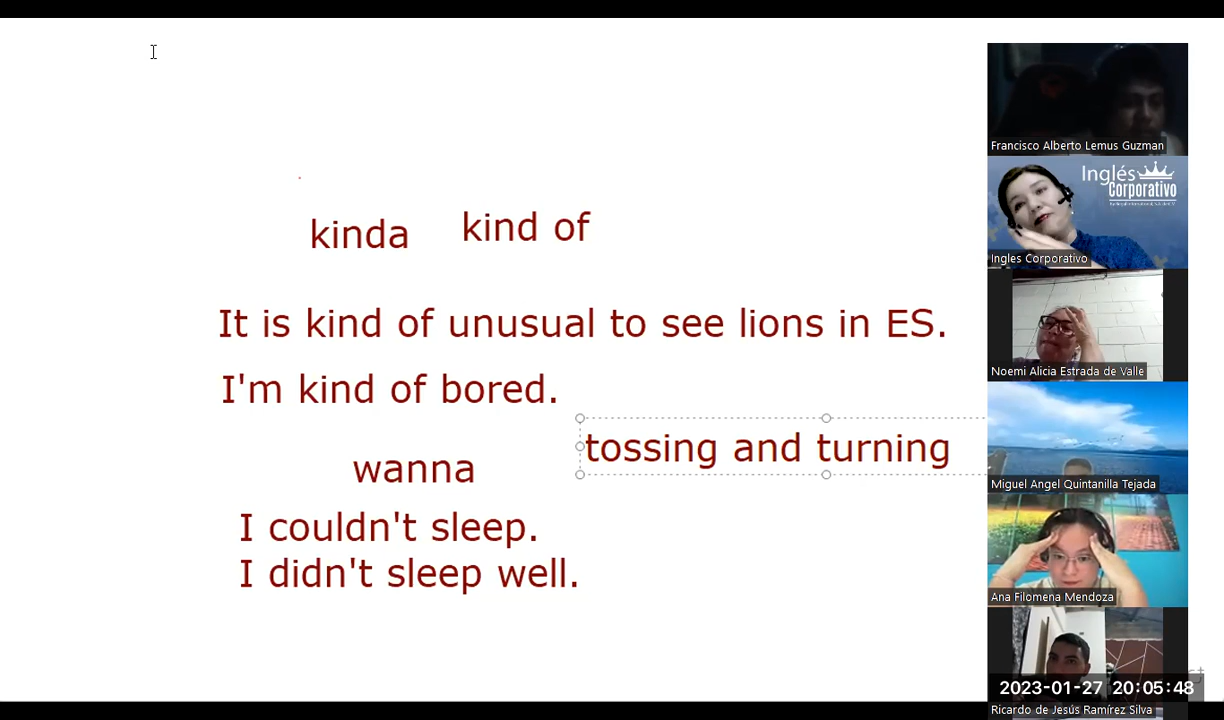 kinda kind of
It is kind of unusual to see lions in ES.
I'm kind of bored.
tossing and turning
wanna
I couldn't sleep.
I didn't sleep well.
Francisco Alberto Lemus Guzman
Inglés
Corporativo
Ingles Corporativo
Noemi Alicia Estrada de Valle
Miguel Angel Quintanilla Tejada
Ana Filomena Mendoza
2023-01-27 20:05:48
Ricardo de Jesús Ramírez Silva